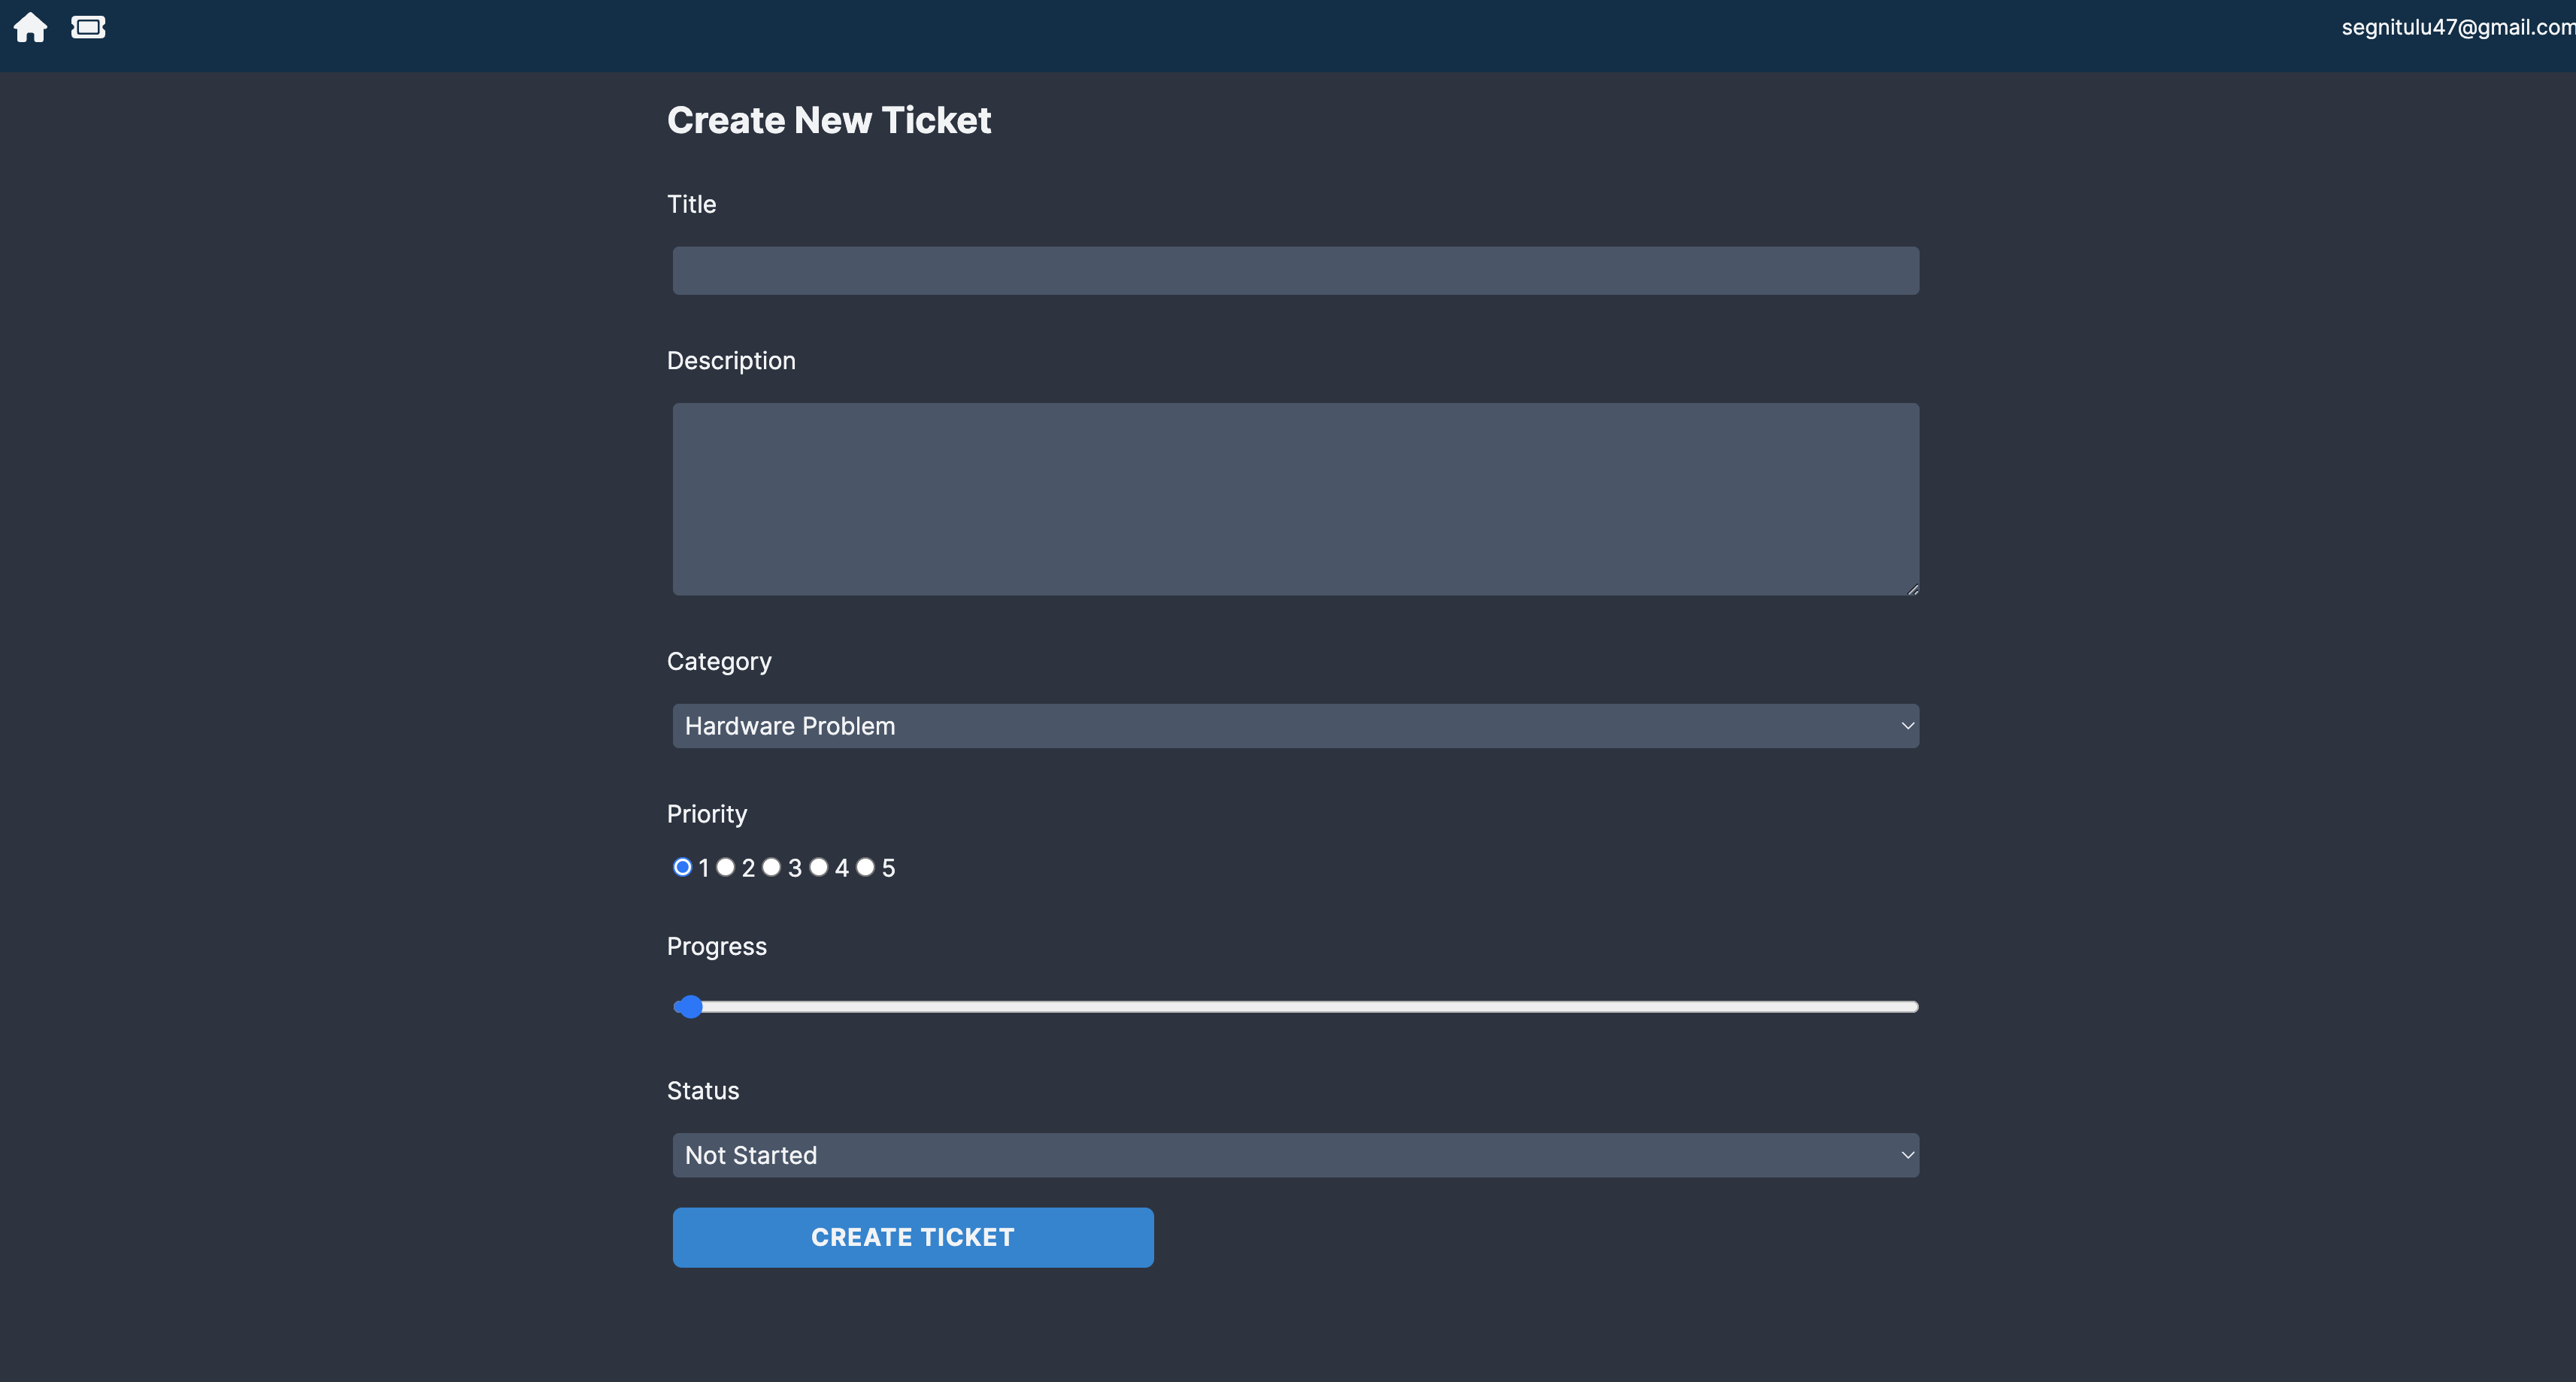 segnitulu47@gmail.com
Create New Ticket
Title
Description
Category
Hardware Problem
Priority
1 2 3 4 5
Progress
Status
Not Started
CREATE TICKET